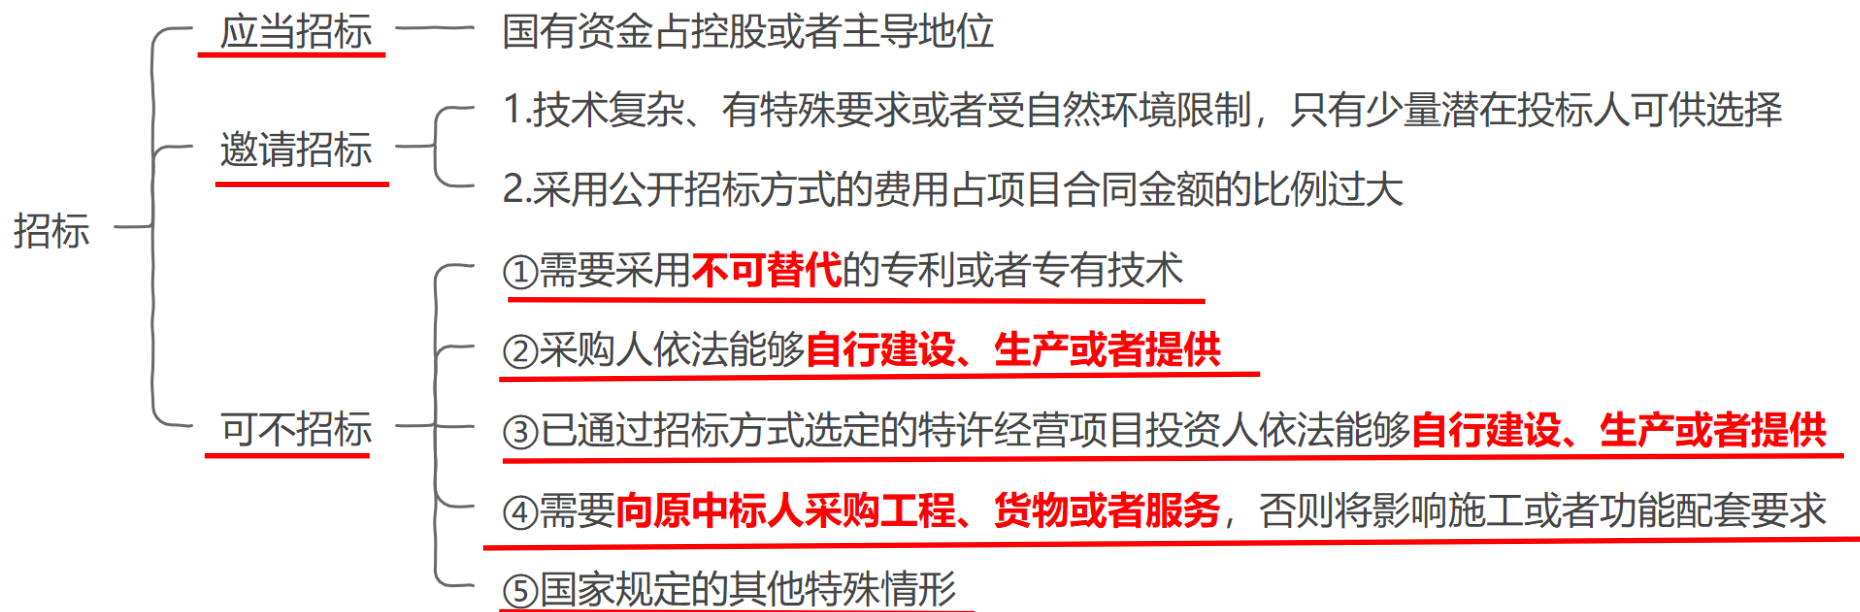 招标
应当招标
国有资金占控股或者主导地位
邀请招标
1.技术复杂、有特殊要求或者受自然环境限制，只有少量潜在投标人可供选择
2.采用公开招标方式的费用占项目合同金额的比例过大
可不招标
①需要采用不可替代的专利或者专有技术
②采购人依法能够自行建设、生产或者提供
③已通过招标方式选定的特许经营项目投资人依法能够自行建设、生产或者提供
④需要向原中标人采购工程、货物或者服务，否则将影响施工或者功能配套要求
⑤国家规定的其他特殊情形